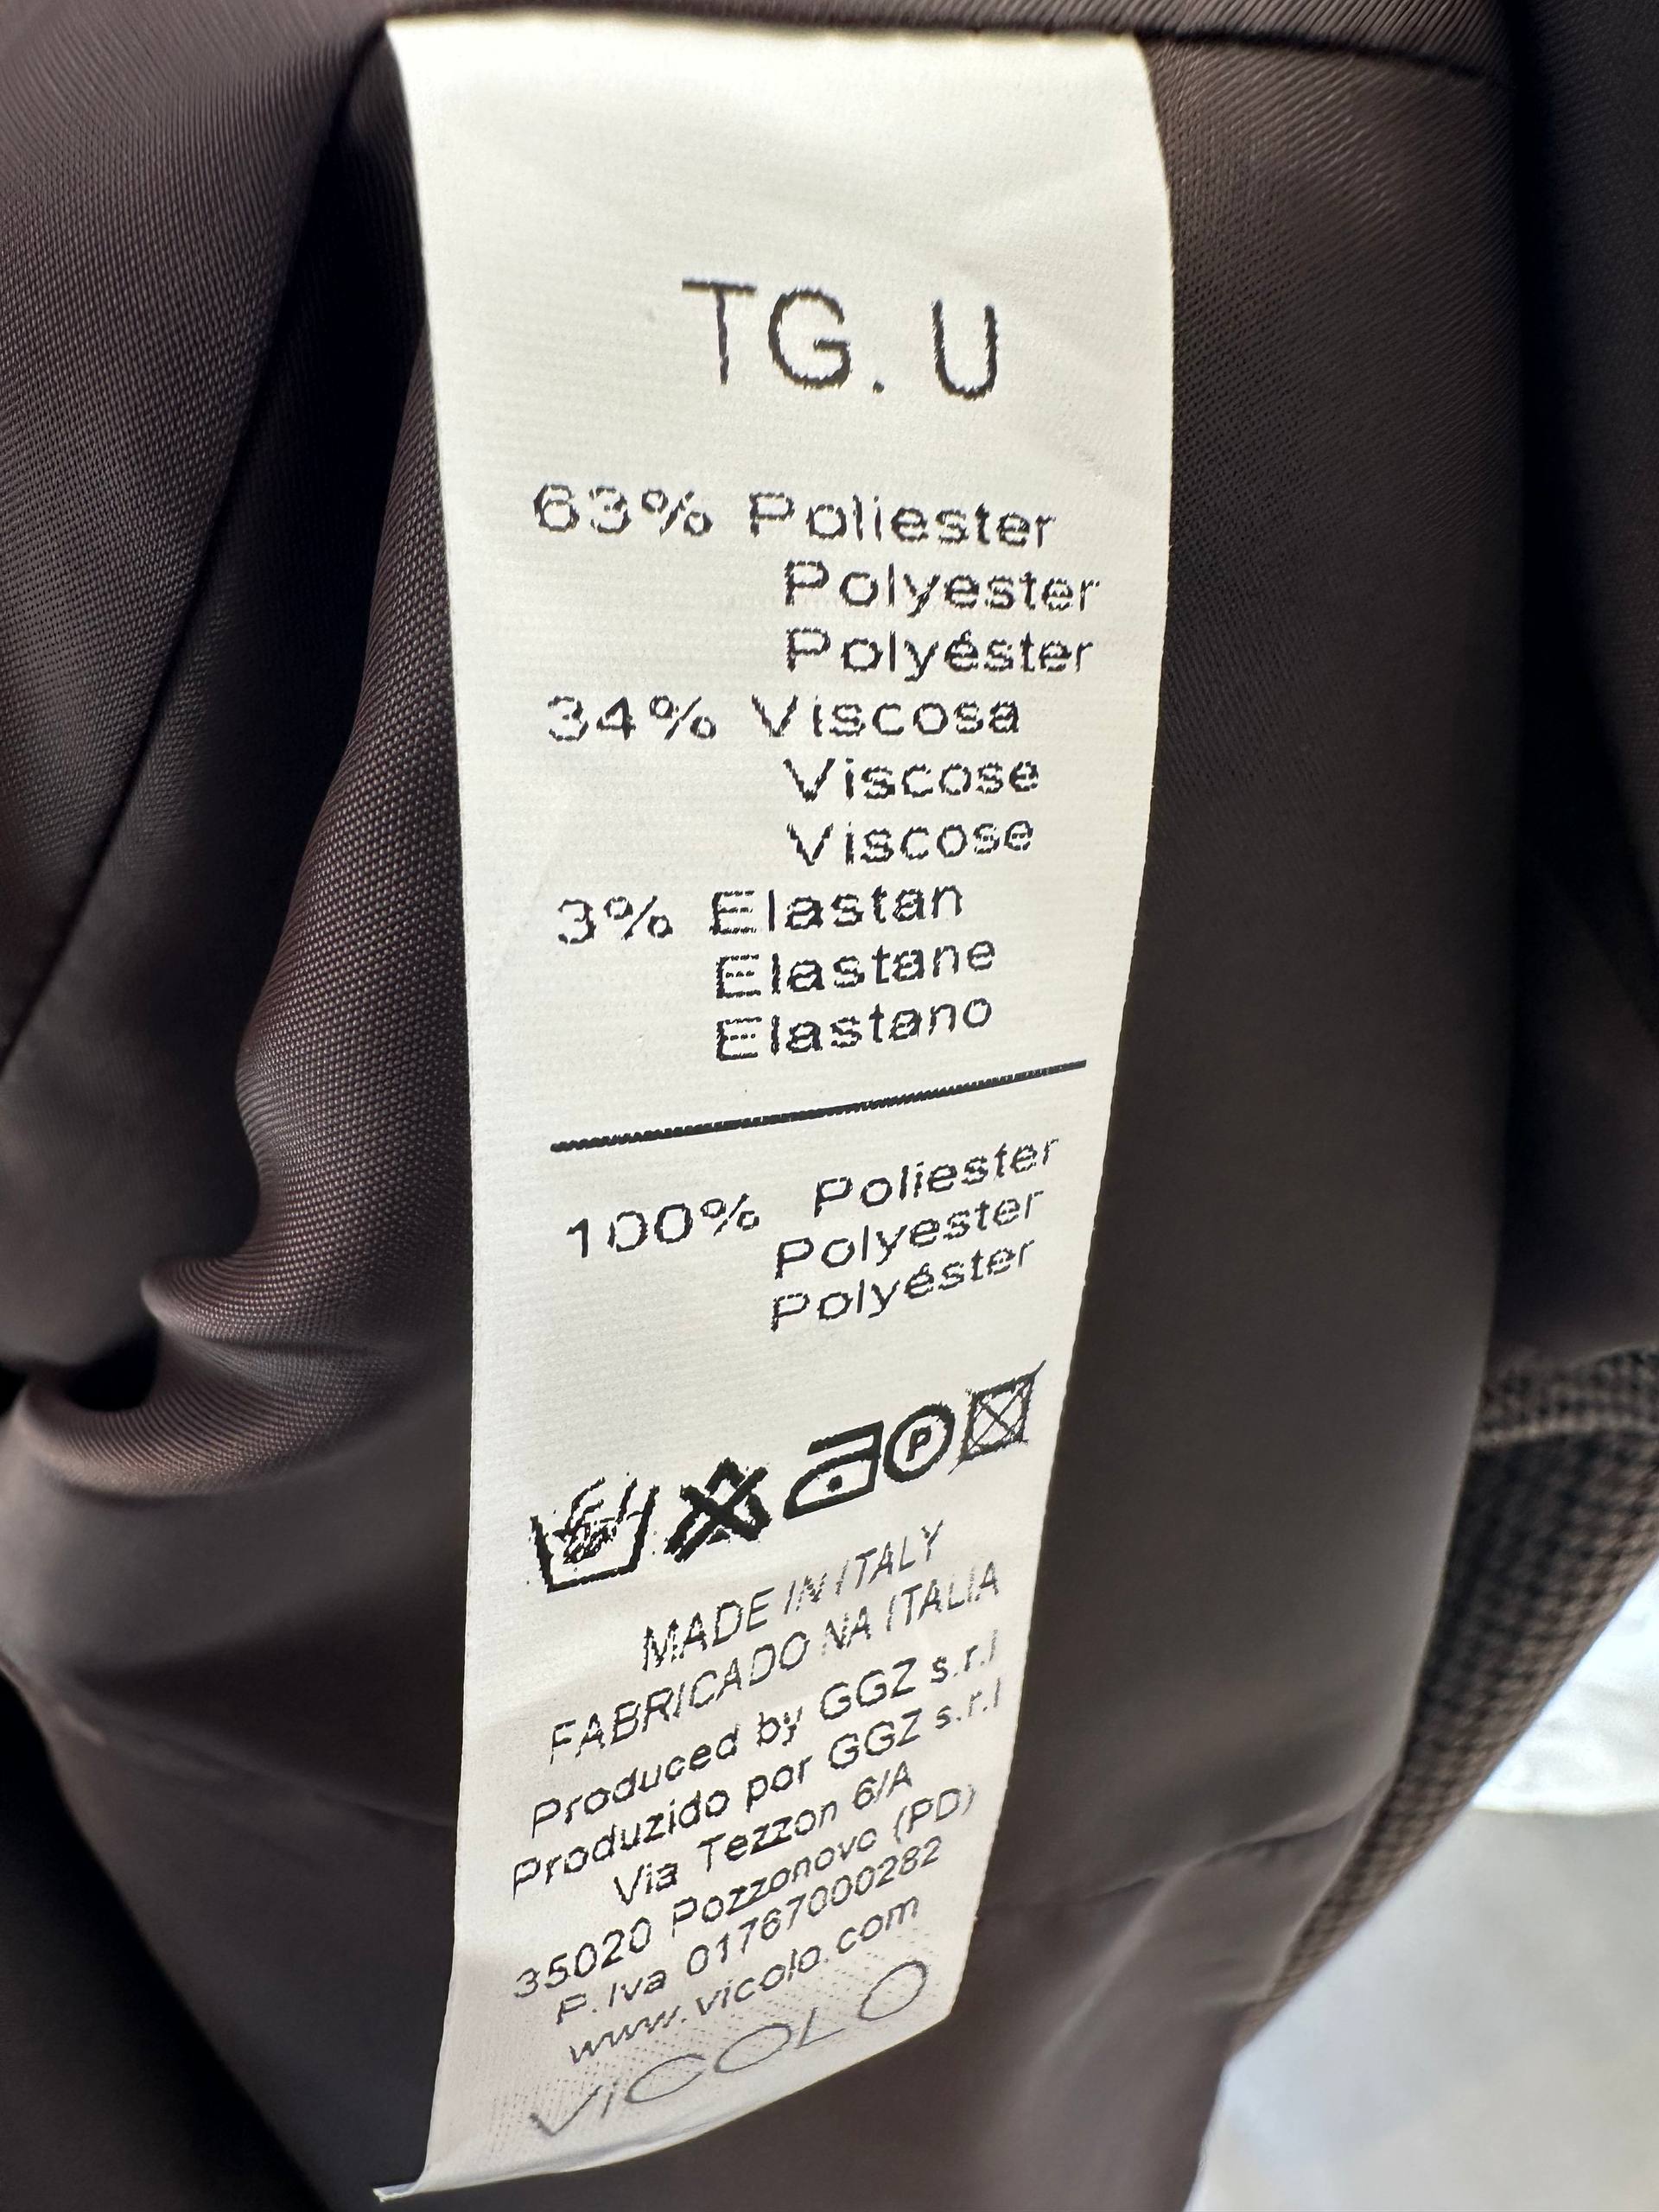 TG. U
63% Poliester
Polyester
Polyéster
34% Viscosa
Viscose
Viscose
3% Elastan
Elastane
Elastano
100% Poliester
Polyester
Polyéster
P
MADE IN ITALY
FABRICADO NA ITALIA
Produced by GGZ s.r.l
Produzido por GGZ s.r.l
Via Tezzon 6/A
35020 Pozzonovo (PD)
P.Iva 01767000282
www.vicolo.com
VICOLO